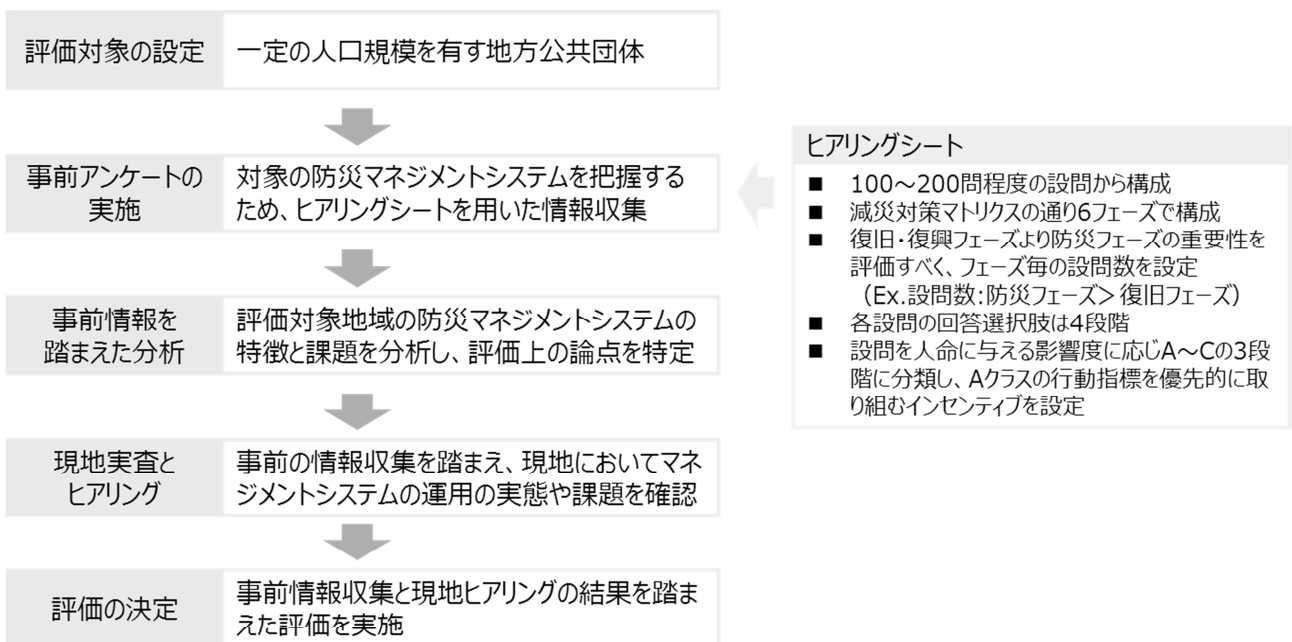 評価対象の設定
一定の人口規模を有す地方公共団体
事前アンケートの
実施
対象の防災マネジメントシステムを把握する
ため、ヒアリングシートを用いた情報収集
事前情報を
踏まえた分析
評価対象地域の防災マネジメントシステムの
特徴と課題を分析し、評価上の論点を特定
現地実査と
ヒアリング
事前の情報収集を踏まえ、現地においてマネ
ジメントシステムの運用の実態や課題を確認
評価の決定
事前情報収集と現地ヒアリングの結果を踏ま
えた評価を実施
ヒアリングシート
■ 100～200問程度の設問から構成
■ 減災対策マトリクスの通り6フェーズで構成
■ 復旧・復興フェーズより防災フェーズの重要性を
評価すべく、フェーズ毎の設問数を設定
（Ex.設問数:防災フェーズ＞復旧フェーズ）
■ 各設問の回答選択肢は4段階
■ 設問を人命に与える影響度に応じA～Cの3段
階に分類し、Aクラスの行動指標を優先的に取
り組むインセンティブを設定